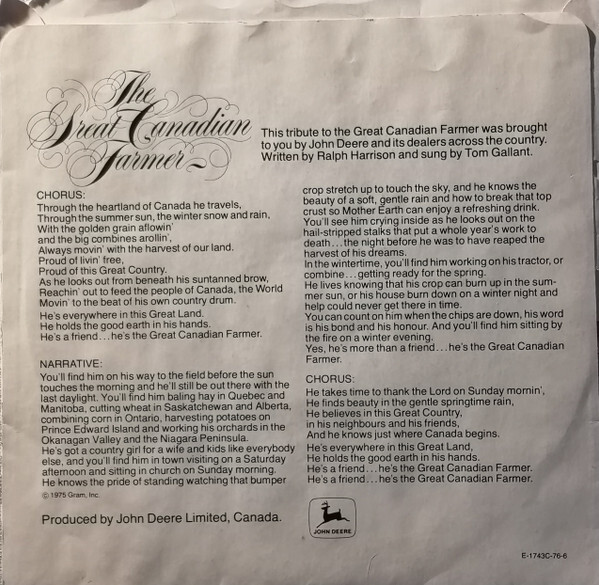 The
Great Canadian
Farmer
This tribute to the Great Canadian Farmer was brought
to you by John Deere and its dealers across the country.
Written by Ralph Harrison and sung by Tom Gallant.
CHORUS:
Through the heartland of Canada he travels,
Through the summer sun, the winter snow and rain,
With the golden grain aflowin'
and the big combines arollin',
Always movin' with the harvest of our land.
Proud of livin' free,
Proud of this Great Country.
As he looks out from beneath his suntanned brow,
Reachin' out to feed the people of Canada, the World
Movin' to the beat of his own country drum.
He's everywhere in this Great Land.
He holds the good earth in his hands.
He's a friend...he's the Great Canadian Farmer.
NARRATIVE:
You'll find him on his way to the field before the sun
touches the morning and he'll still be out there with the
last daylight. You'll find him baling hay in Quebec and
Manitoba, cutting wheat in Saskatchewan and Alberta,
combining corn in Ontario, harvesting potatoes on
Prince Edward Island and working his orchards in the
Okanagan Valley and the Niagara Peninsula.
He's got a country girl for a wife and kids like everybody
else, and you'll find him in town visiting on a Saturday
afternoon and sitting in church on Sunday morning.
He knows the pride of standing watching that bumper
© 1975 Gram, Inc.
Produced by John Deere Limited, Canada.
crop stretch up to touch the sky, and he knows the
beauty of a soft, gentle rain and how to break that top
crust so Mother Earth can enjoy a refreshing drink.
You'll see him crying inside as he looks out on the
hail-stripped stalks that put a whole year's work to
death...the night before he was to have reaped the
harvest of his dreams.
In the wintertime, you'll find him working on his tractor, or
combine...getting ready for the spring.
He lives knowing that his crop can burn up in the sum-
mer sun, or his house burn down on a winter night and
help could never get there in time.
You can count on him when the chips are down, his word
is his bond and his honour. And you'll find him sitting by
the fire on a winter evening.
Yes, he's more than a friend...he's the Great Canadian
Farmer.
CHORUS:
He takes time to thank the Lord on Sunday mornin',
He finds beauty in the gentle springtime rain,
He believes in this Great Country,
in his neighbours and his friends,
And he knows just where Canada begins.
He's everywhere in this Great Land,
He holds the good earth in his hands.
He's a friend...he's the Great Canadian Farmer.
He's a friend...he's the Great Canadian Farmer.
JOHN DEERE
E-1743C-76-6